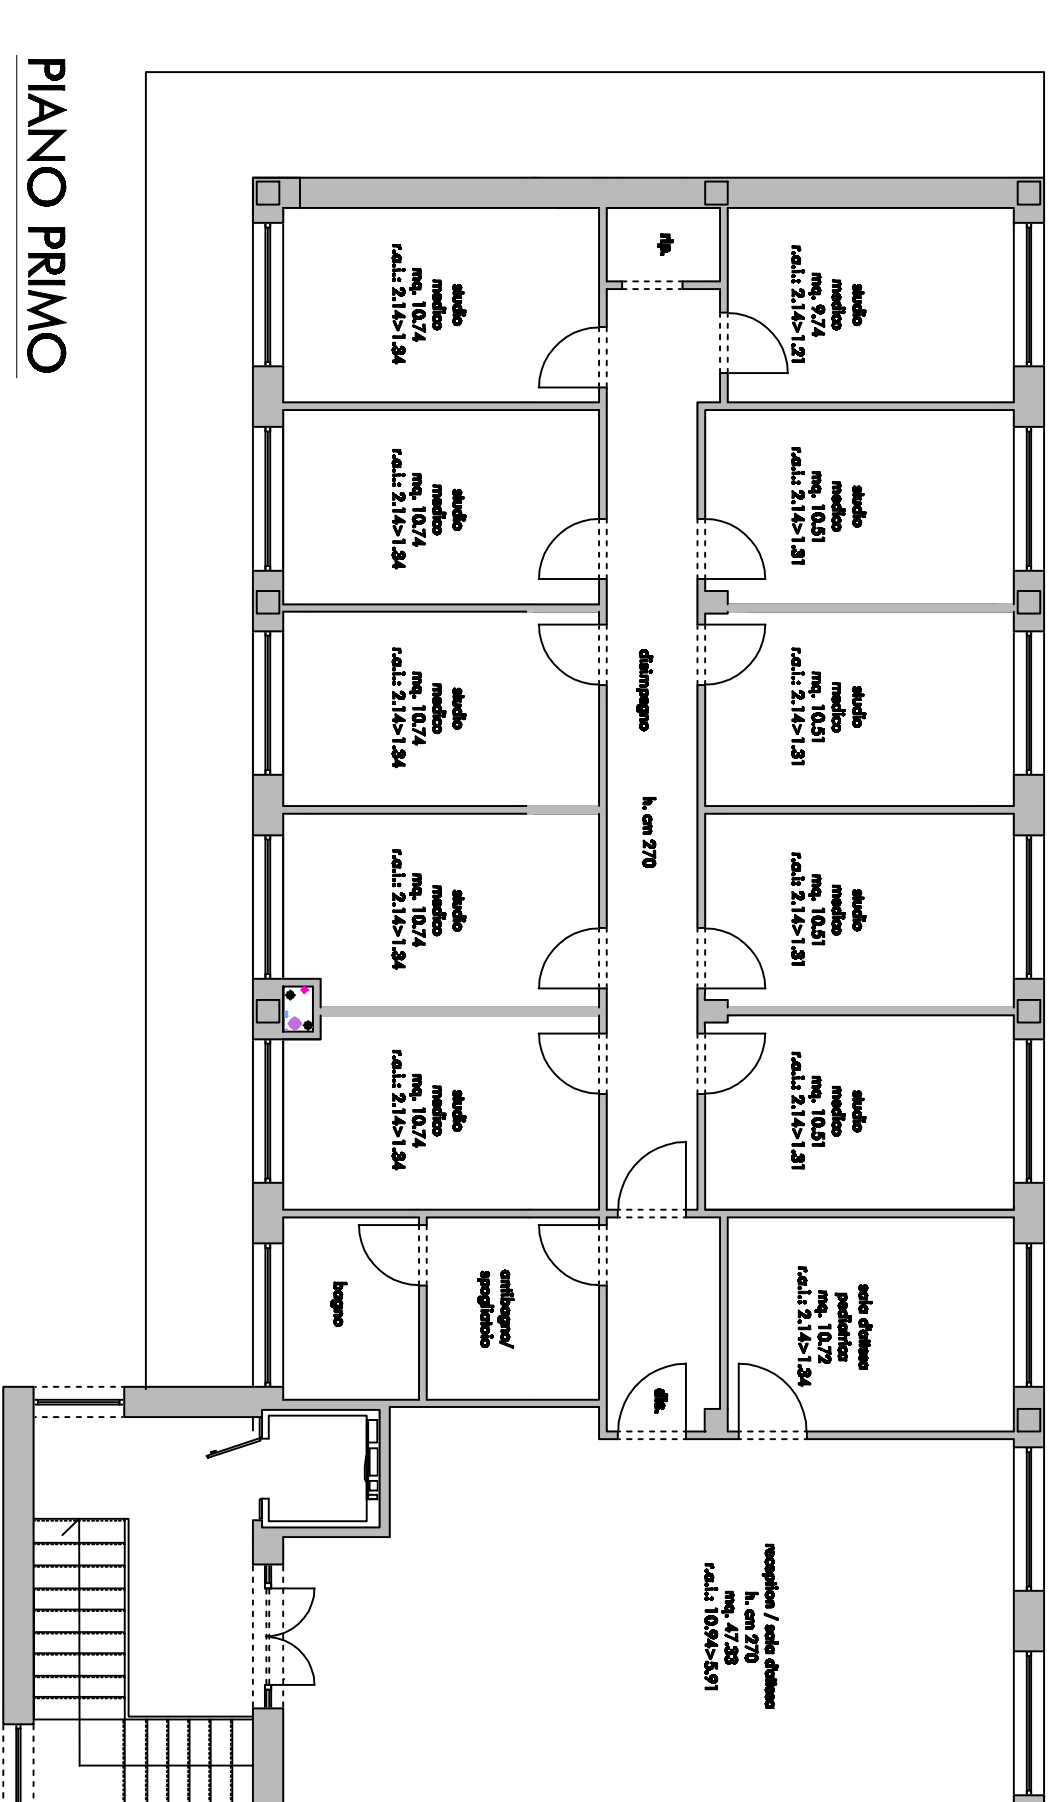 studio
medico
mq. 9.74
r.a.i.: 2.14>1.21
studio
medico
mq. 10.51
r.a.i.: 2.14>1.31
studio
medico
mq. 10.51
r.a.i.: 2.14>1.31
studio
medico
mq. 10.51
r.a.i: 2.14>1.31
studio
medico
mq. 10.51
r.a.i.: 2.14>1.31
sala d'attesa
pediatrica
mq. 10.72
r.a.i.: 2.14>1.34
reception / sala d'attesa
h. cm 270
mq. 47.33
r.a.i.: 10.94>5.91
rip.
disimpegno
h. cm 270
dis.
studio
medico
mq. 10.74
r.a.i.: 2.14>1.34
studio
medico
mq. 10.74
r.a.i.: 2.14>1.34
studio
medico
mq. 10.74
r.a.i.: 2.14>1.34
studio
medico
mq. 10.74
r.a.i.: 2.14>1.34
studio
medico
mq. 10.74
r.a.i.: 2.14>1.34
antibagno/
spogliatoio
bagno
PIANO PRIMO